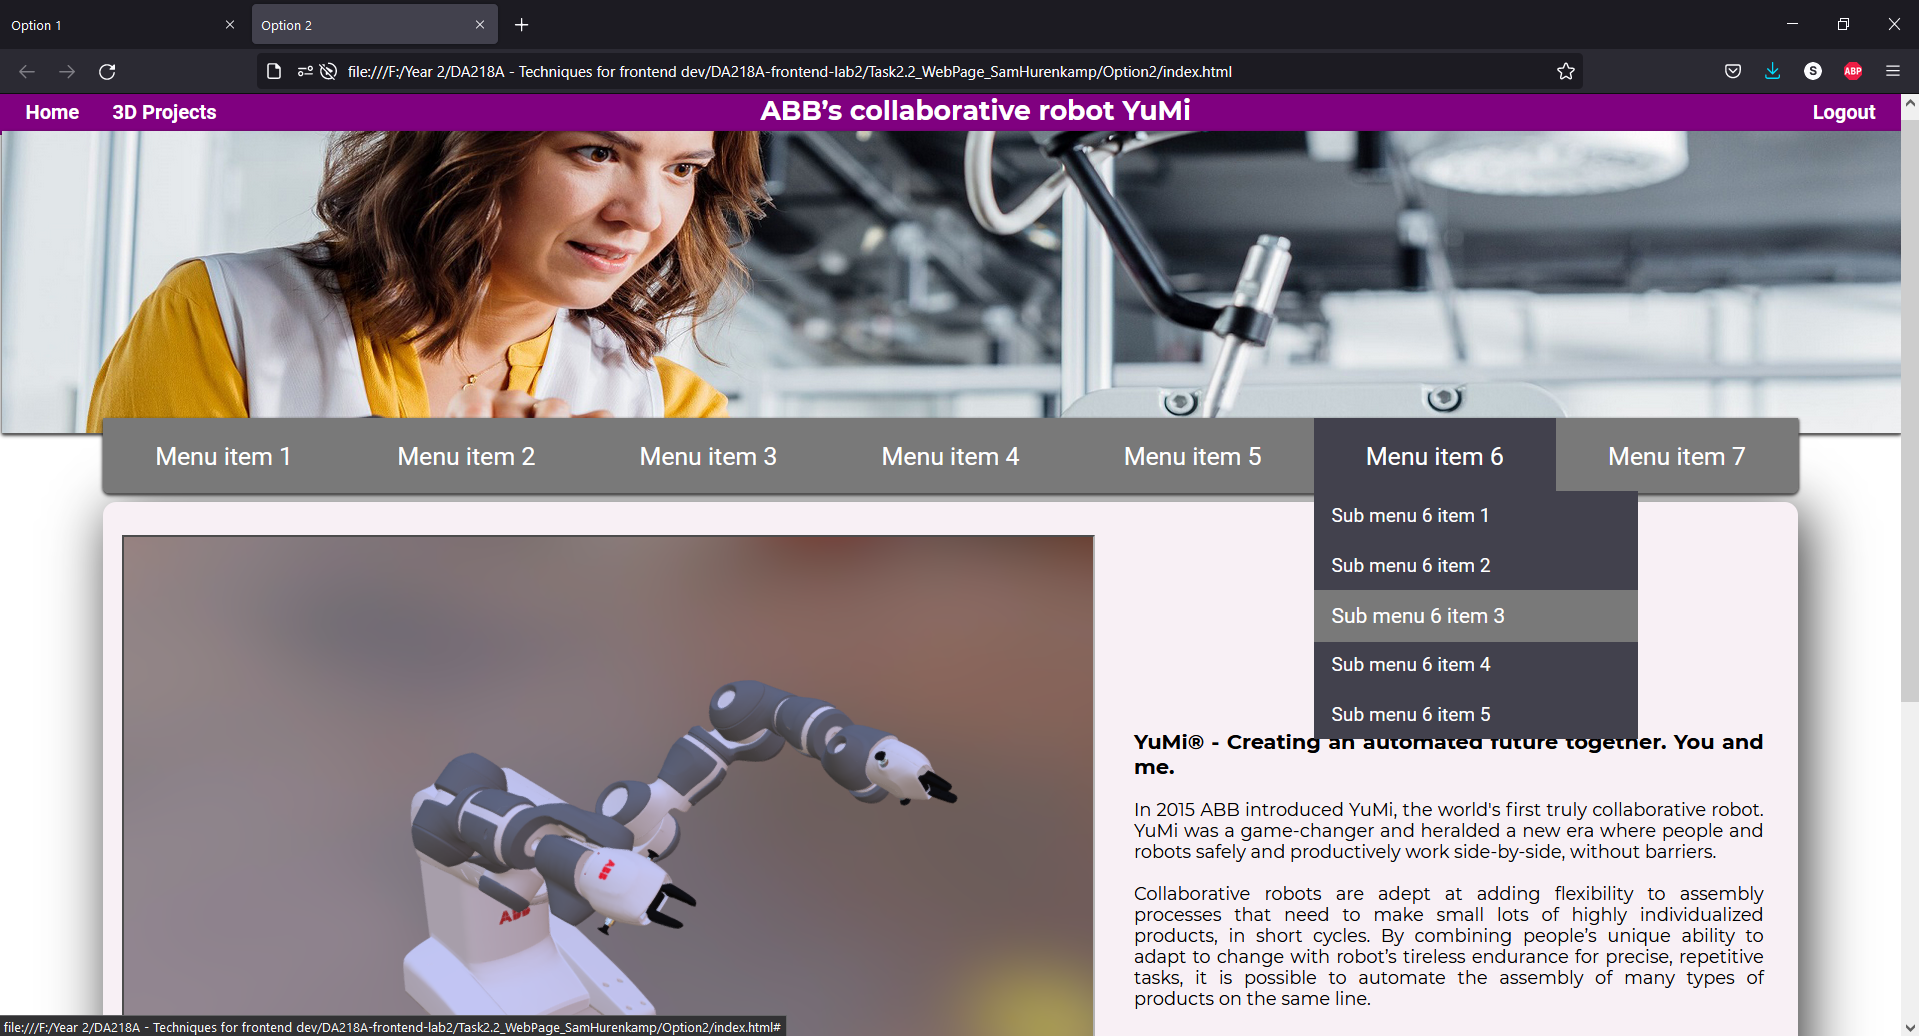 Option 1
Option 2
file:///F:/Year 2/DA218A - Techniques for frontend dev/DA218A-frontend-lab2/Task2.2_WebPage_SamHurenkamp/Option2/index.html
S
ABP
Home
3D Projects
ABB’s collaborative robot YuMi
Logout
Menu item 1
Menu item 2
Menu item 3
Menu item 4
Menu item 5
Menu item 6
Menu item 7
Sub menu 6 item 1
Sub menu 6 item 2
Sub menu 6 item 3
Sub menu 6 item 4
Sub menu 6 item 5
YuMi® - Creating an automated future together. You and
me.
In 2015 ABB introduced YuMi, the world's first truly collaborative robot.
YuMi was a game-changer and heralded a new era where people and
robots safely and productively work side-by-side, without barriers.
Collaborative robots are adept at adding flexibility to assembly
processes that need to make small lots of highly individualized
products, in short cycles. By combining people’s unique ability to
adapt to change with robot’s tireless endurance for precise, repetitive
tasks, it is possible to automate the assembly of many types of
products on the same line.
ABB
ABB
file:///F:/Year 2/DA218A - Techniques for frontend dev/DA218A-frontend-lab2/Task2.2_WebPage_SamHurenkamp/Option2/index.html#